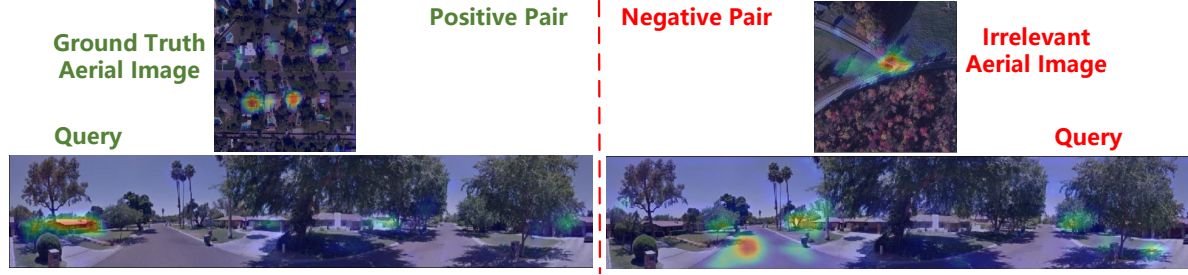 Positive Pair
Negative Pair
Ground Truth
Aerial Image
Irrelevant
Aerial Image
Query
Query